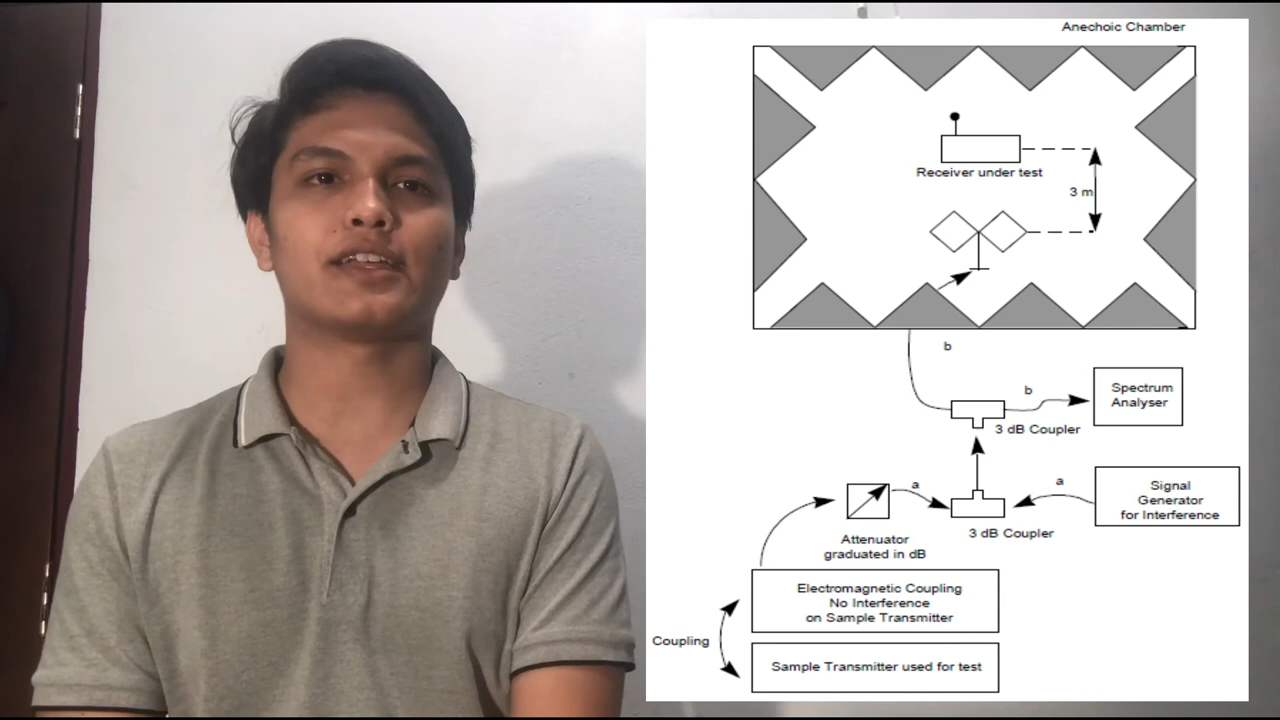 Anechoic Chamber
Receiver under test
3 m
b
b
Spectrum
Analyser
3 dB Coupler
a
a
Signal
Generator
for Interference
3 dB Coupler
Attenuator
graduated in dB
Electromagnetic Coupling
No Interference
on Sample Transmitter
Coupling
Sample Transmitter used for test